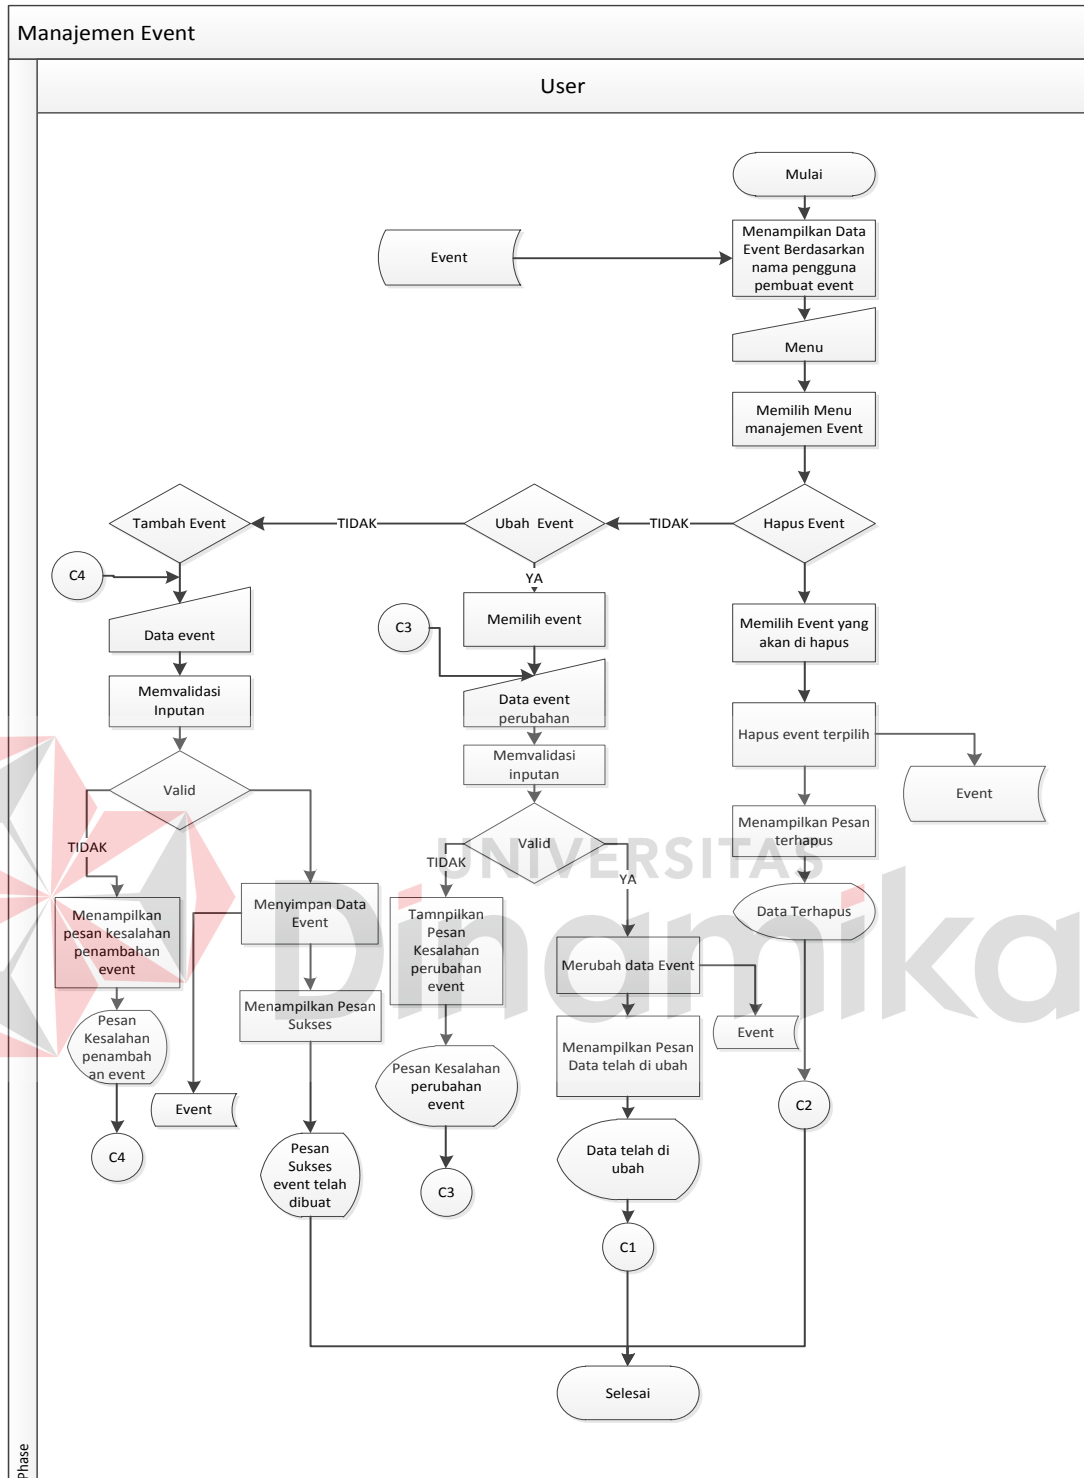 Manajemen Event
User
Mulai
Menampilkan Data
Event Berdasarkan
nama pengguna
pembuat event
Event
Menu
Memilih Menu
manajemen Event
Hapus Event
TIDAK
Ubah Event
TIDAK
Tambah Event
C4
Data event
Memvalidasi
Inputan
Valid
TIDAK
Menampilkan
pesan kesalahan
penambahan
event
Pesan
Kesalahan
penambah
an event
C4
Menyimpan Data
Event
Event
Menampilkan Pesan
Sukses
Pesan
Sukses
event telah
dibuat
YA
Memilih event
C3
Data event
perubahan
Memvalidasi
inputan
Valid
TIDAK
YA
Tamnpilkan
Pesan
Kesalahan
perubahan
event
Pesan Kesalahan
perubahan
event
C3
Merubah data Event
Event
Menampilkan Pesan
Data telah di ubah
Data telah di
ubah
C1
Memilih Event yang
akan di hapus
Hapus event terpilih
Event
Menampilkan Pesan
terhapus
Data Terhapus
C2
Selesai
Phase
UNIVERSITAS
Dinamika